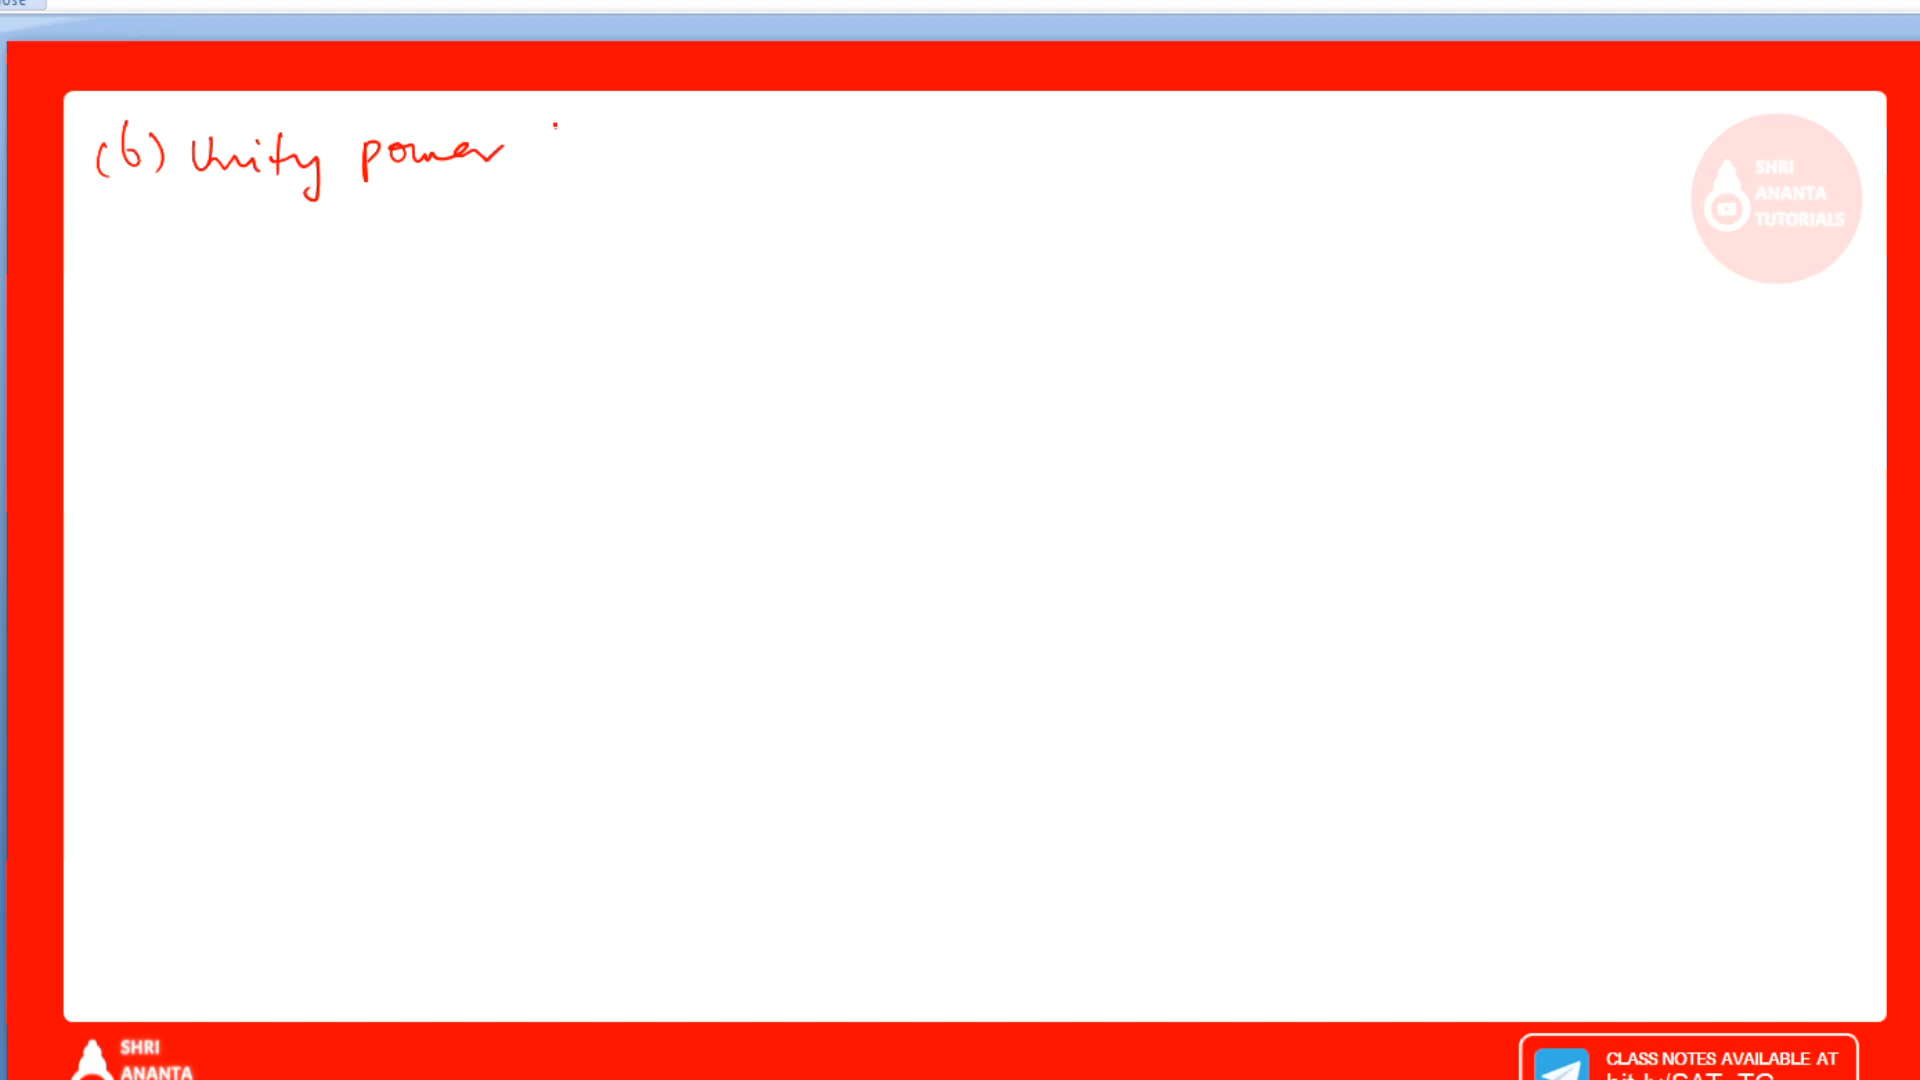 (b) Unity power
SHRI
ANANTA
TUTORIALS
SHRI
ANANTA
CLASS NOTES AVAILABLE AT